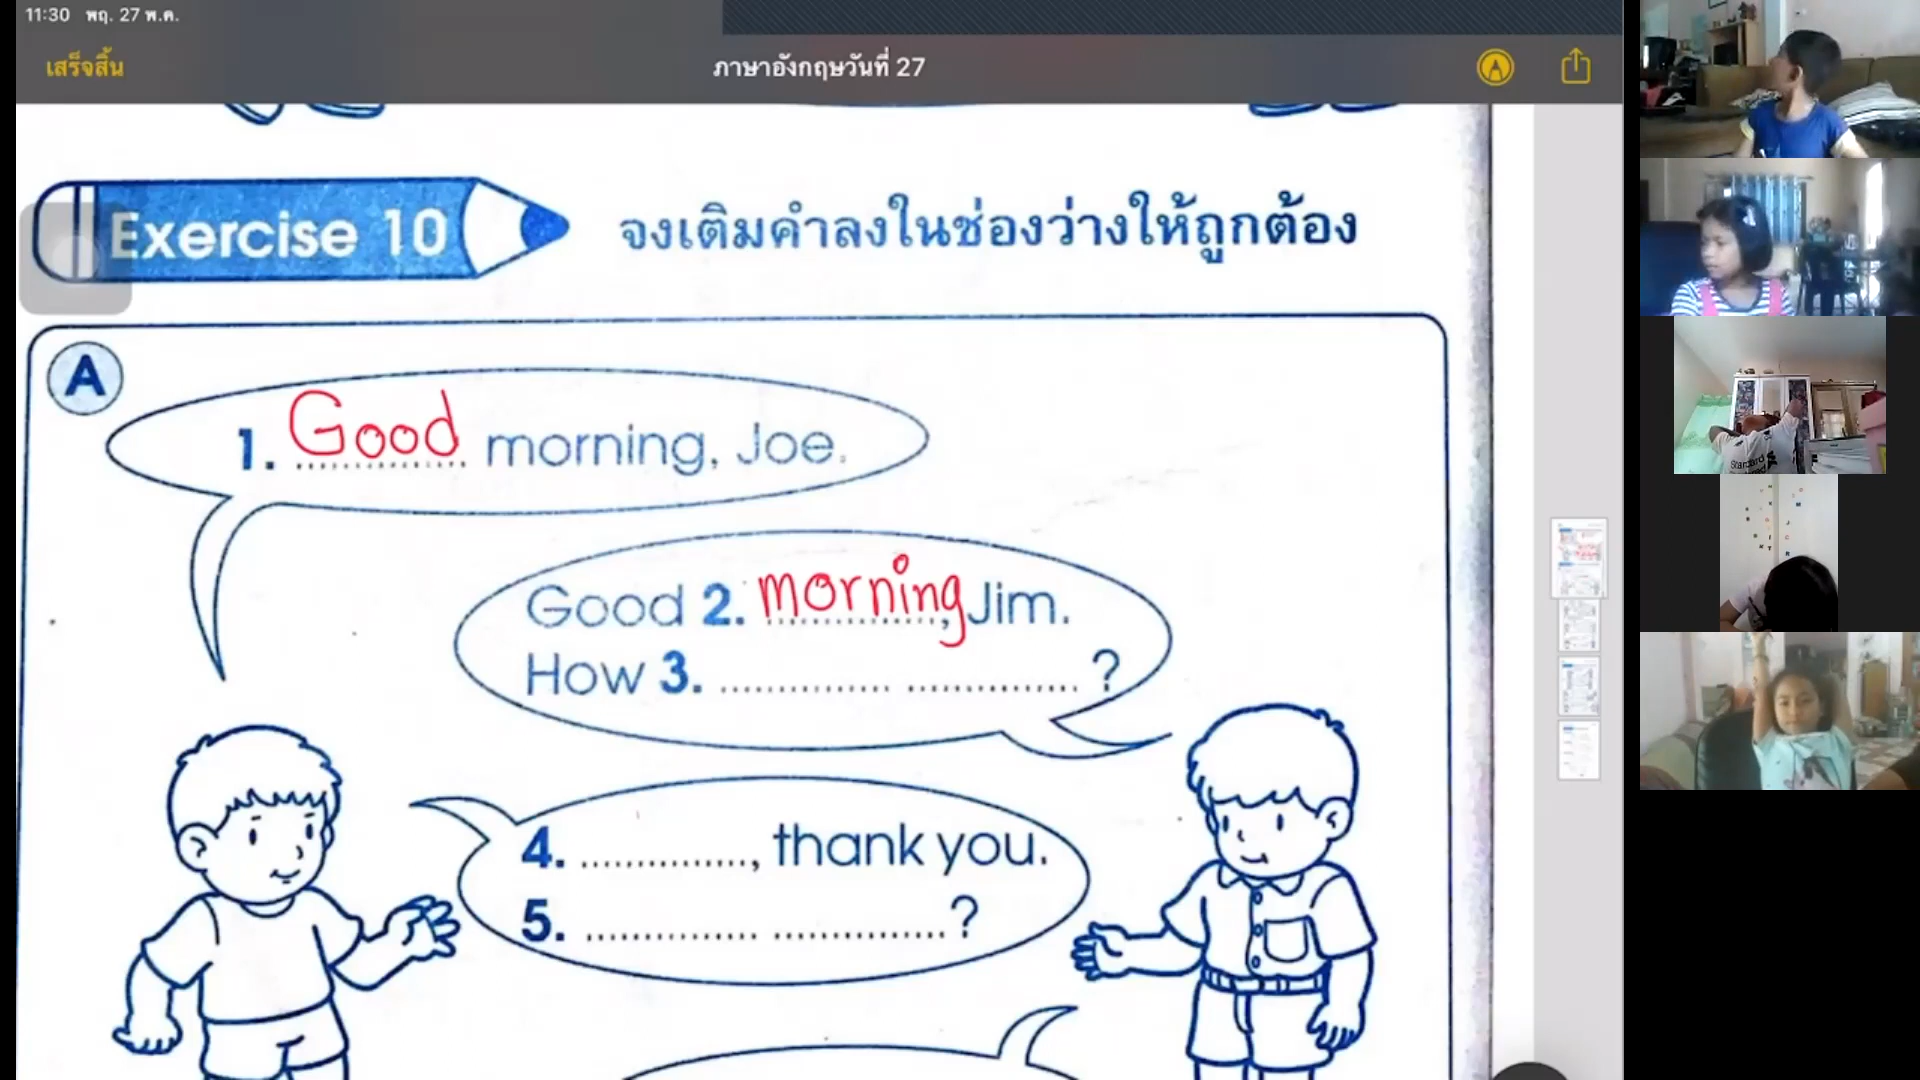 11:30 พฤ. 27 พ.ค.
เสร็จสิ้น
ภาษาอังกฤษวันที่ 27
Exercise 10
จงเติมคำลงในช่องว่างให้ถูกต้อง
A
1. Good morning, Joe.
Good 2. morning, Jim.
How 3. .................. .................. ?
4. .................., thank you.
5. .................. .................. ?